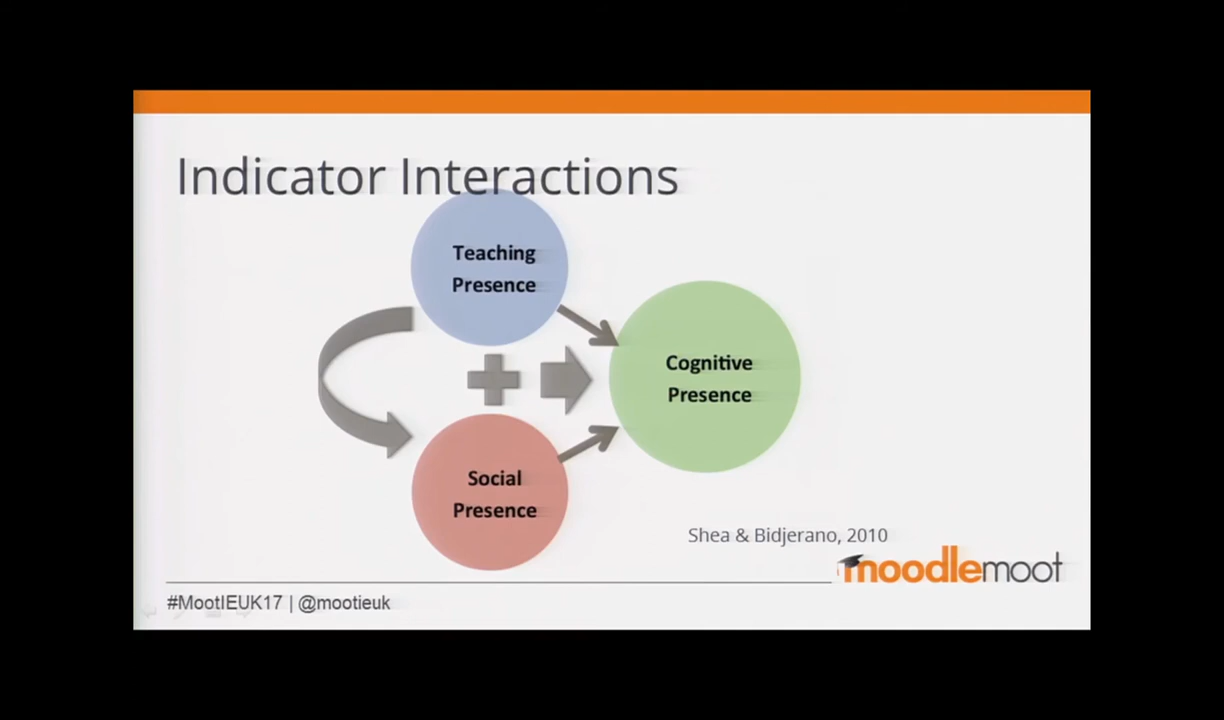 Indicator Interactions
Teaching
Presence
Cognitive
Presence
Social
Presence
Shea & Bidjerano, 2010
moodlemoot
#MootIEUK17 | @mootieuk